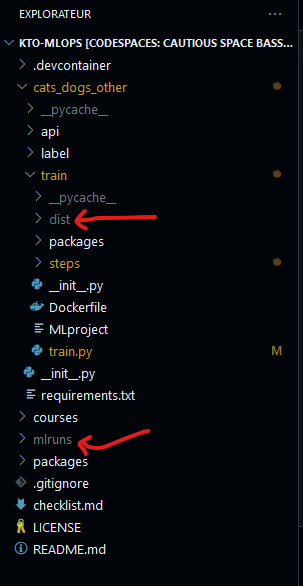 EXPLORATEUR
KTO-MLOPS [CODESPACES: CAUTIOUS SPACE BASS...
.devcontainer
cats_dogs_other
__pycache__
api
label
train
__pycache__
dist
packages
steps
__init__.py
Dockerfile
MLproject
train.py M
__init__.py
requirements.txt
courses
mlruns
packages
.gitignore
checklist.md
LICENSE
README.md